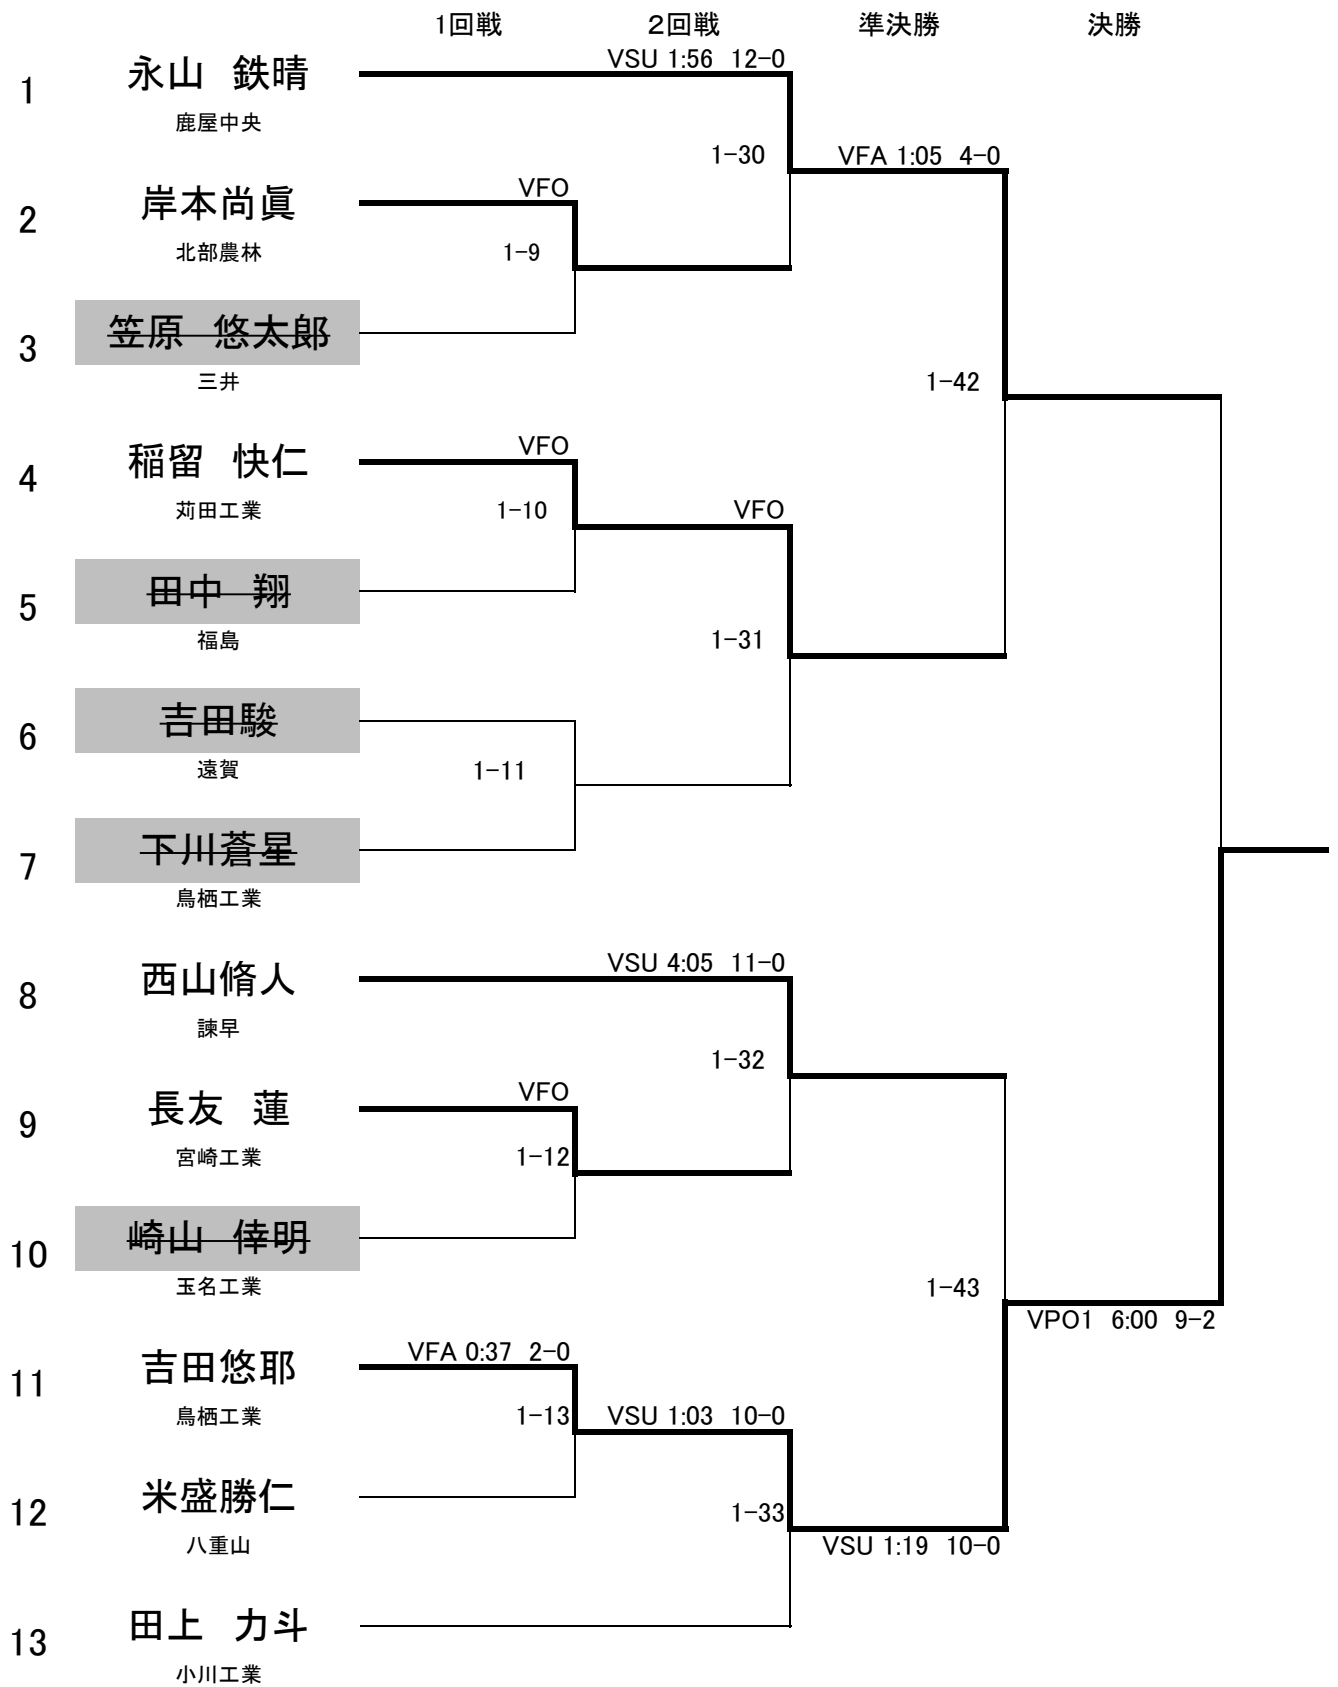 1回戦 2回戦 準決勝 決勝
VSU 1:56 12-0
1 永山 鉄晴
鹿屋中央
1-30
VFA 1:05 4-0
VFO
2 岸本尚眞
北部農林
1-9
3 笠原 悠太郎
三井
1-42
VFO
4 稲留 快仁
苅田工業
1-10
VFO
5 田中 翔
福島
1-31
6 吉田駿
遠賀
1-11
7 下川蒼星
鳥栖工業
VSU 4:05 11-0
8 西山脩人
諫早
1-32
VFO
9 長友 蓮
宮崎工業
1-12
10 崎山 倖明
玉名工業
1-43
VPO1 6:00 9-2
VFA 0:37 2-0
11 吉田悠耶
鳥栖工業
1-13
VSU 1:03 10-0
12 米盛勝仁
八重山
1-33
VSU 1:19 10-0
13 田上 力斗
小川工業